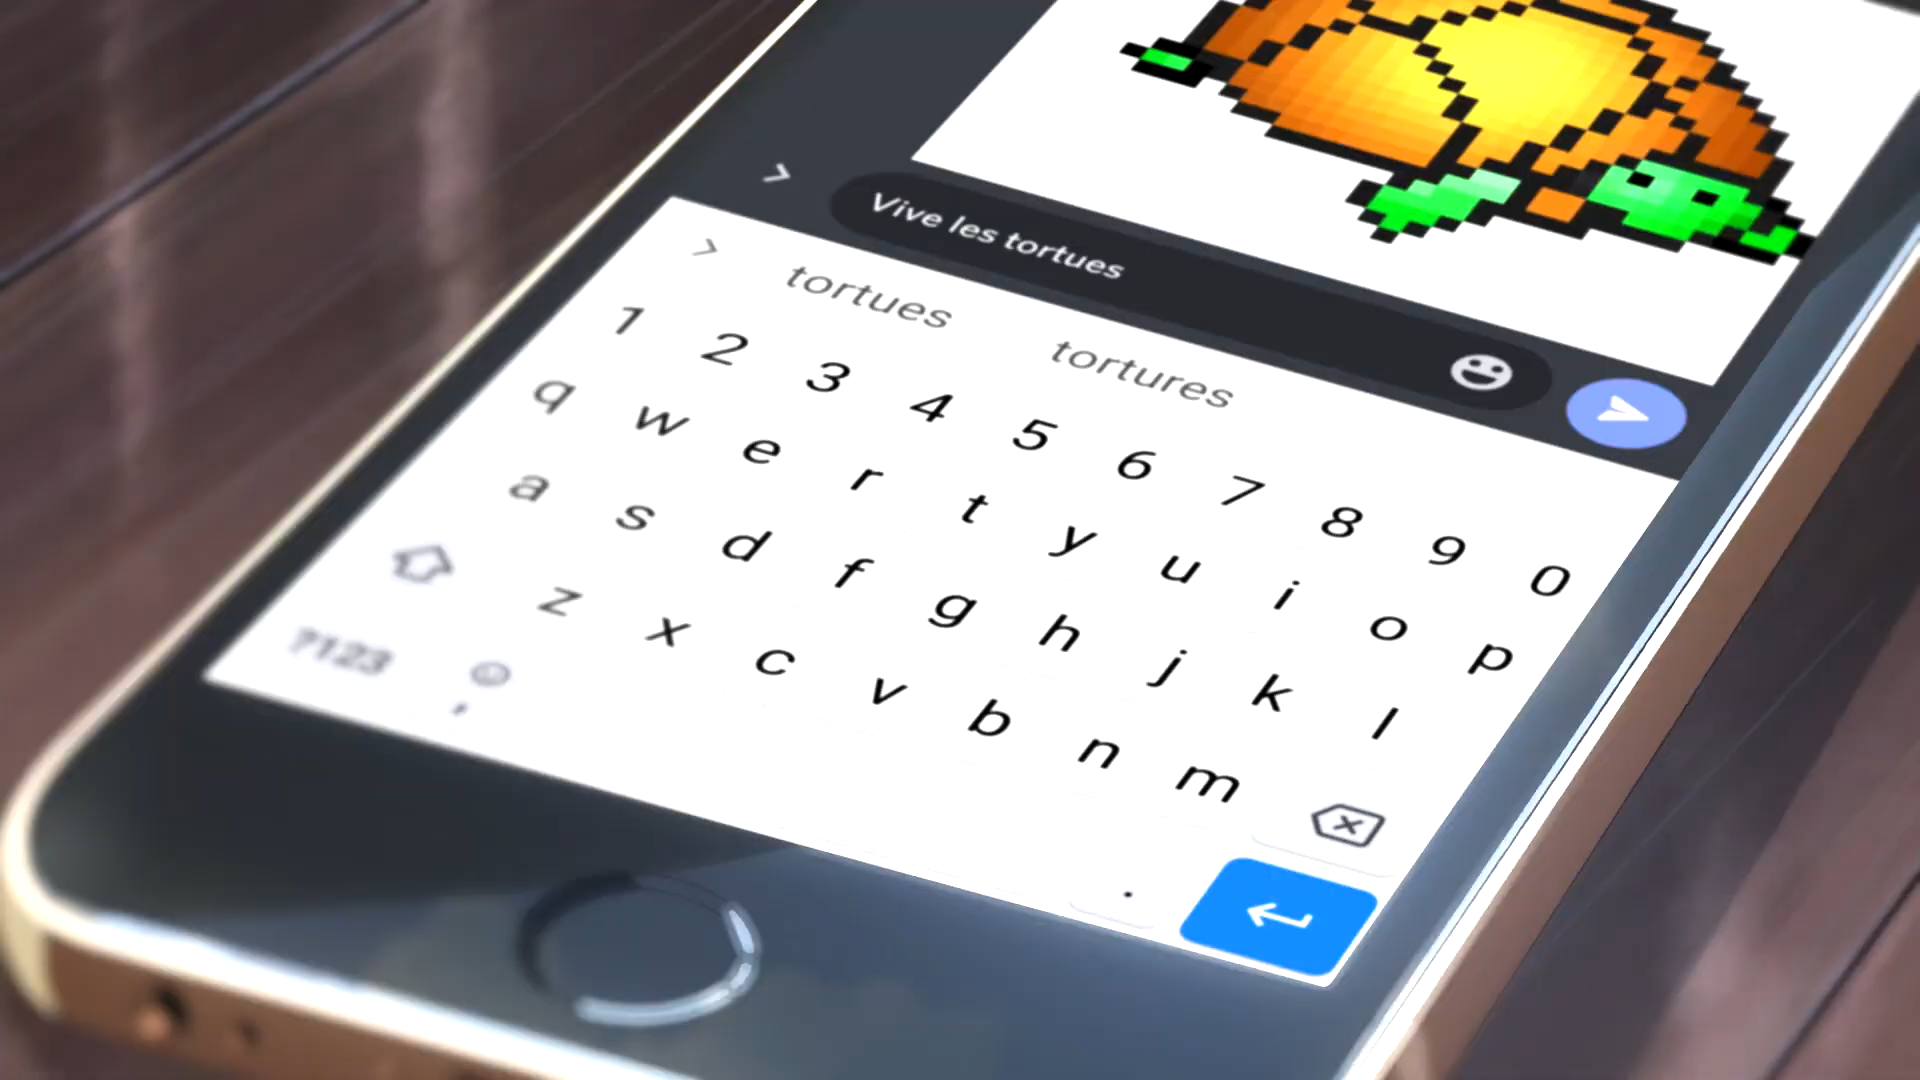 Vive les tortues
tortues tortures
1 2 3 4 5 6 7 8 9 0
q w e r t y u i o p
a s d f g h j k l
z x c v b n m
?123 , .